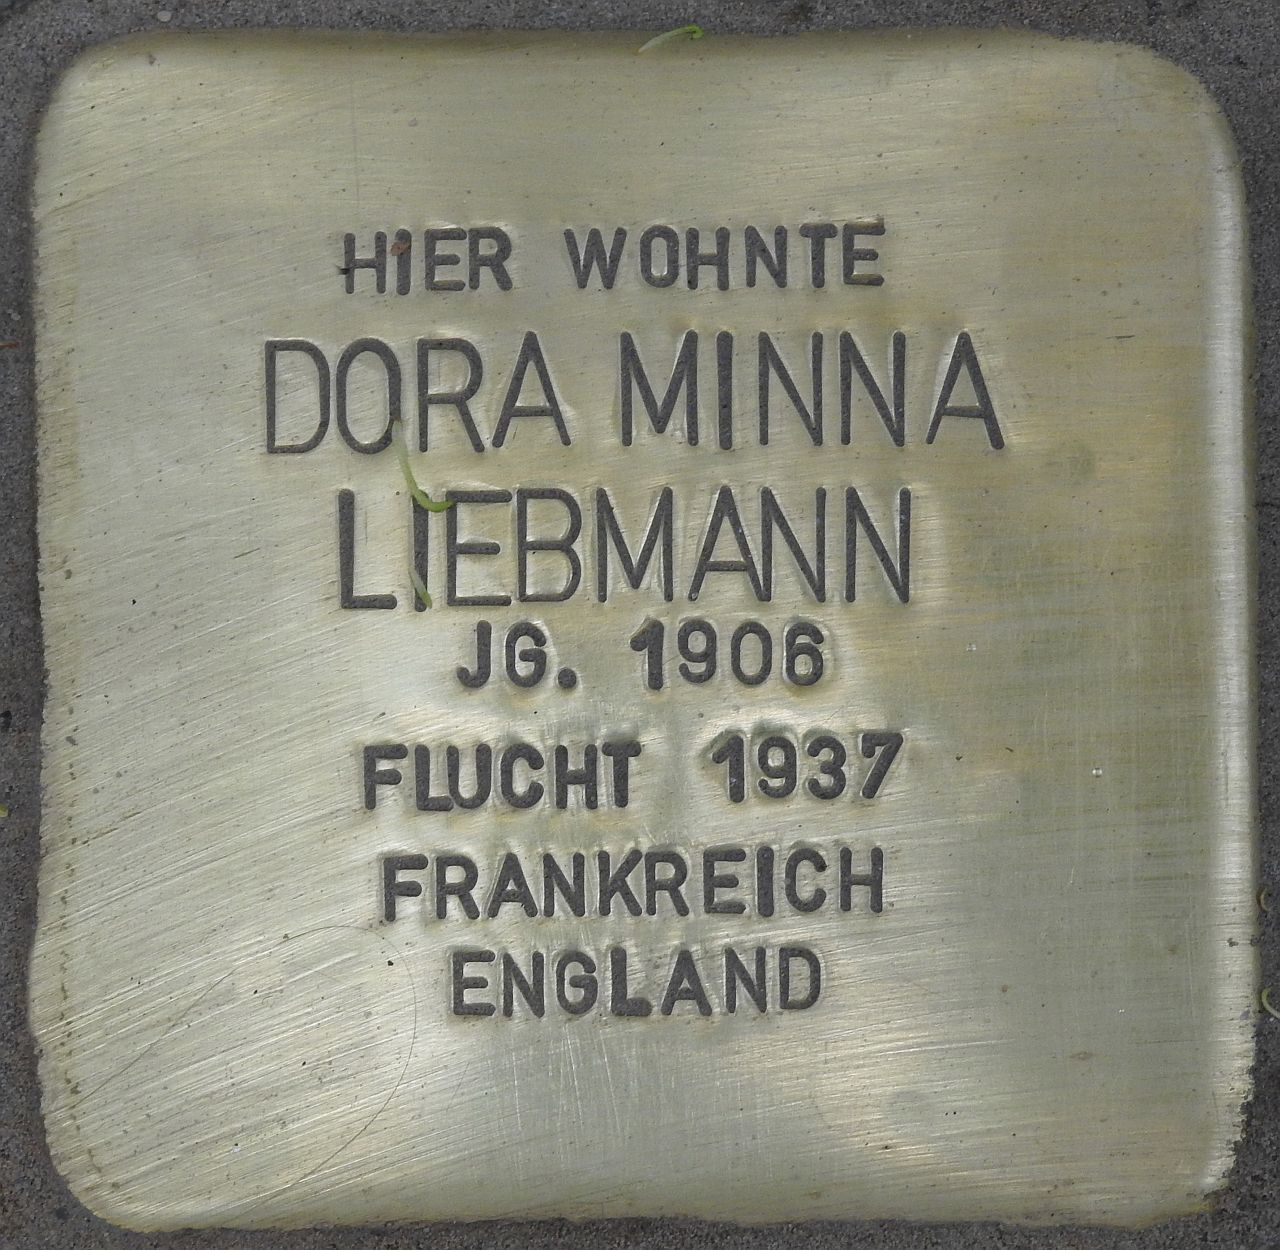 HIER WOHNTE
DORA MINNA
LIEBMANN
JG. 1906
FLUCHT 1937
FRANKREICH
ENGLAND